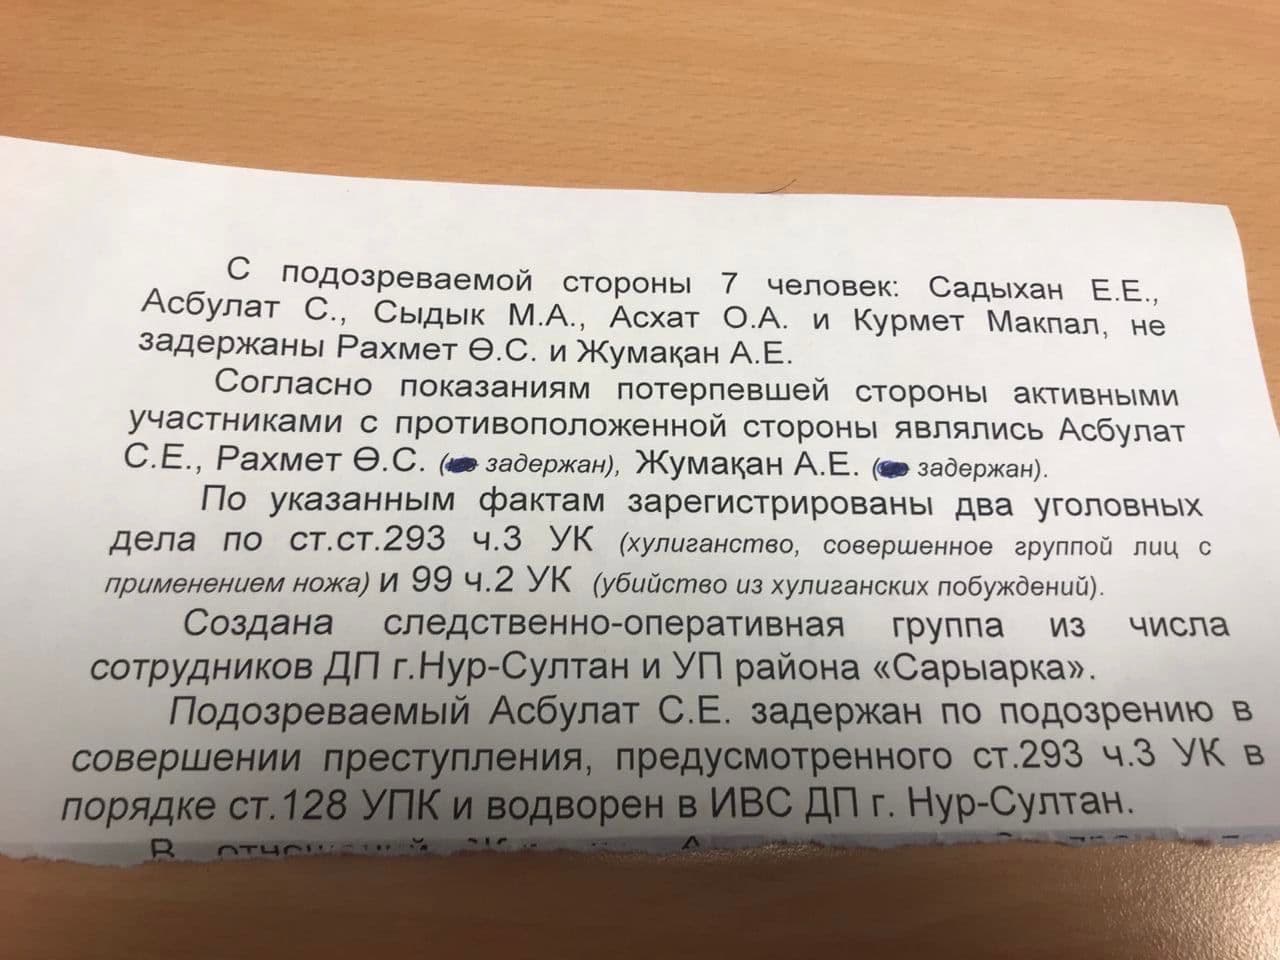 С подозреваемой стороны 7 человек: Садыхан Е.Е.,
Асбулат С., Сыдык М.А., Асхат О.А. и Курмет Макпал, не
задержаны Рахмет Ө.С. и Жумақан А.Е.
Согласно показаниям потерпевшей стороны активными
участниками с противоположенной стороны являлись Асбулат
С.Е., Рахмет Ө.С. ( задержан), Жумақан А.Е. ( задержан).
По указанным фактам зарегистрированы два уголовных
дела по ст.ст.293 ч.3 УК (хулиганство, совершенное группой лиц с
применением ножа) и 99 ч.2 УК (убийство из хулиганских побуждений).
Создана следственно-оперативная группа из числа
сотрудников ДП г.Нур-Султан и УП района «Сарыарка».
Подозреваемый Асбулат С.Е. задержан по подозрению в
совершении преступления, предусмотренного ст.293 ч.3 УК в
порядке ст.128 УПК и водворен в ИВС ДП г. Нур-Султан.